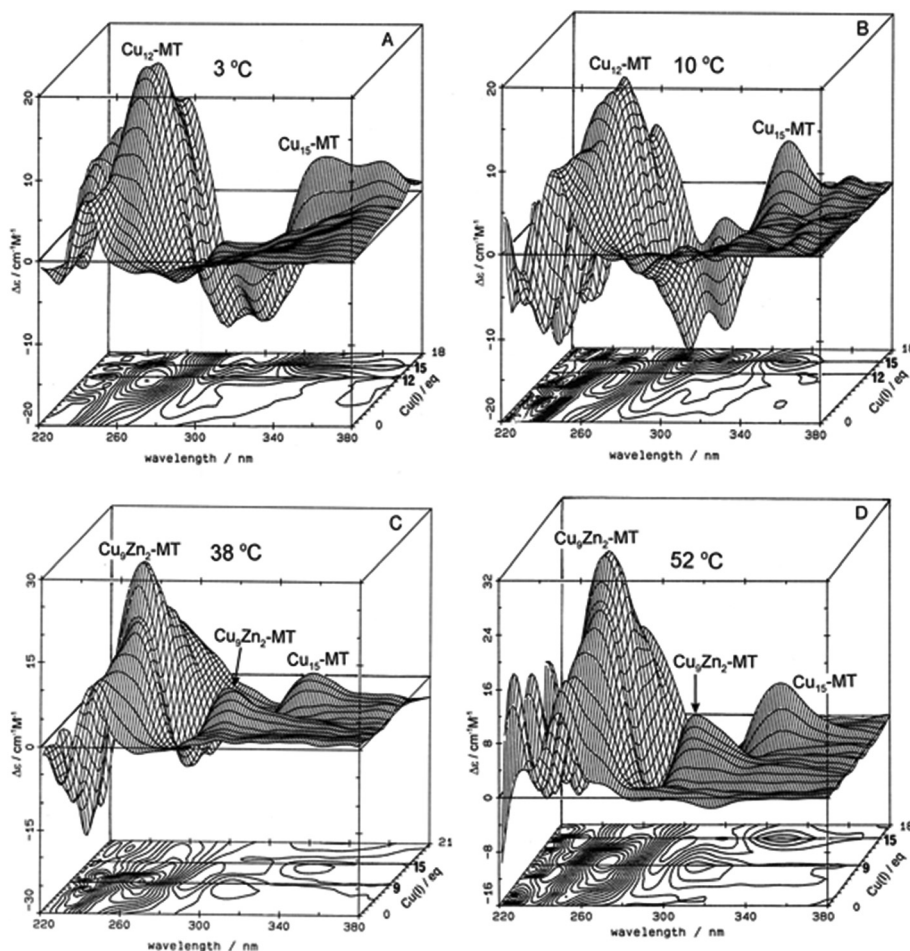 A
Cu12-MT
3 ºC
Cu15-MT
20
10
0
-10
-20
Δε / cm⁻¹M⁻¹
220
260
300
340
380
wavelength / nm
0
12
15
18
Cu(I) / eq
B
Cu12-MT
10 ºC
Cu15-MT
20
10
0
-10
-20
Δε / cm⁻¹M⁻¹
220
260
300
340
380
wavelength / nm
0
12
15
Cu(I) / eq
C
Cu9Zn2-MT
38 ºC
Cu9Zn2-MT
Cu15-MT
30
15
0
-15
-30
Δε / cm⁻¹M⁻¹
220
260
300
340
380
wavelength / nm
0
9
15
21
Cu(I) / eq
D
Cu9Zn2-MT
52 ºC
Cu9Zn2-MT
Cu15-MT
32
24
16
8
0
-8
-16
Δε / cm⁻¹M⁻¹
220
260
300
340
380
wavelength / nm
0
9
15
18
Cu(I) / eq